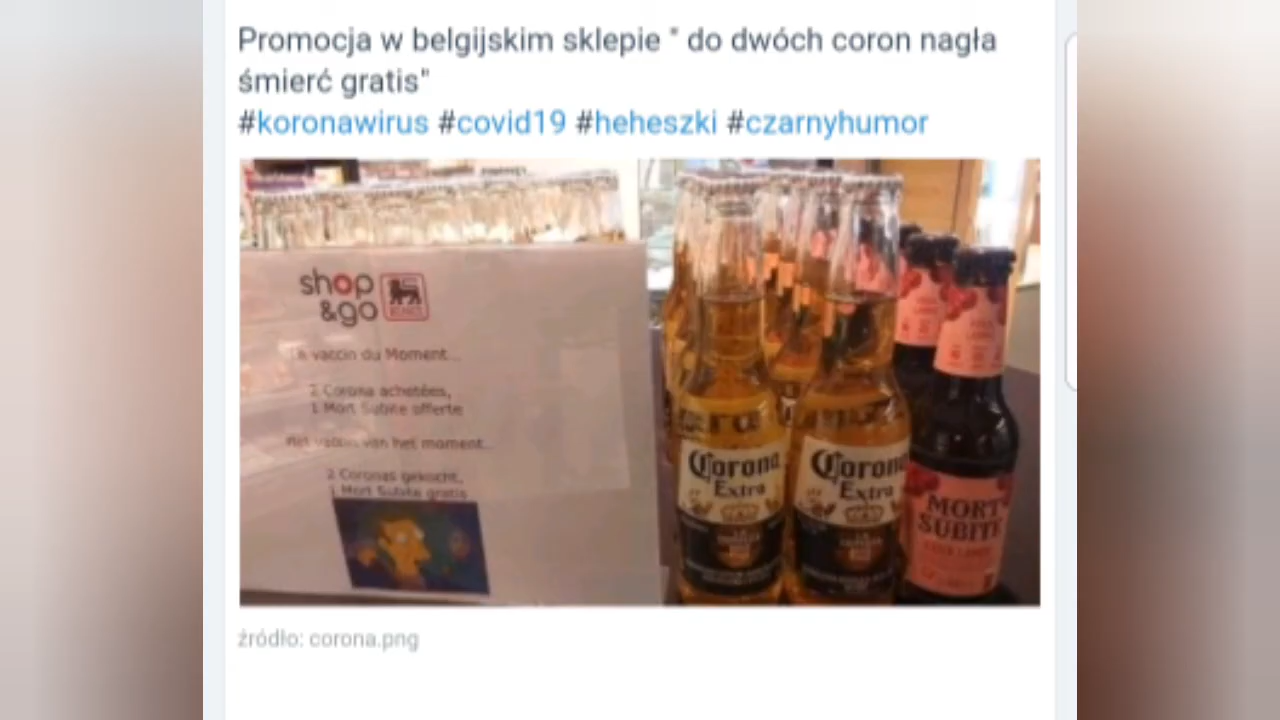 Promocja w belgijskim sklepie " do dwóch coron nagła
śmierć gratis"
#koronawirus #covid19 #heheszki #czarnyhumor
shop
&go
vaccin du Moment...
2 Corona achetées,
1 Mort Subite offerte
Het vaccin van het moment...
2 Coronas gekocht,
1 Mort Subite gratis
Corona
Extra
Corona
Extra
MORT
SUBITE
źródło: corona.png